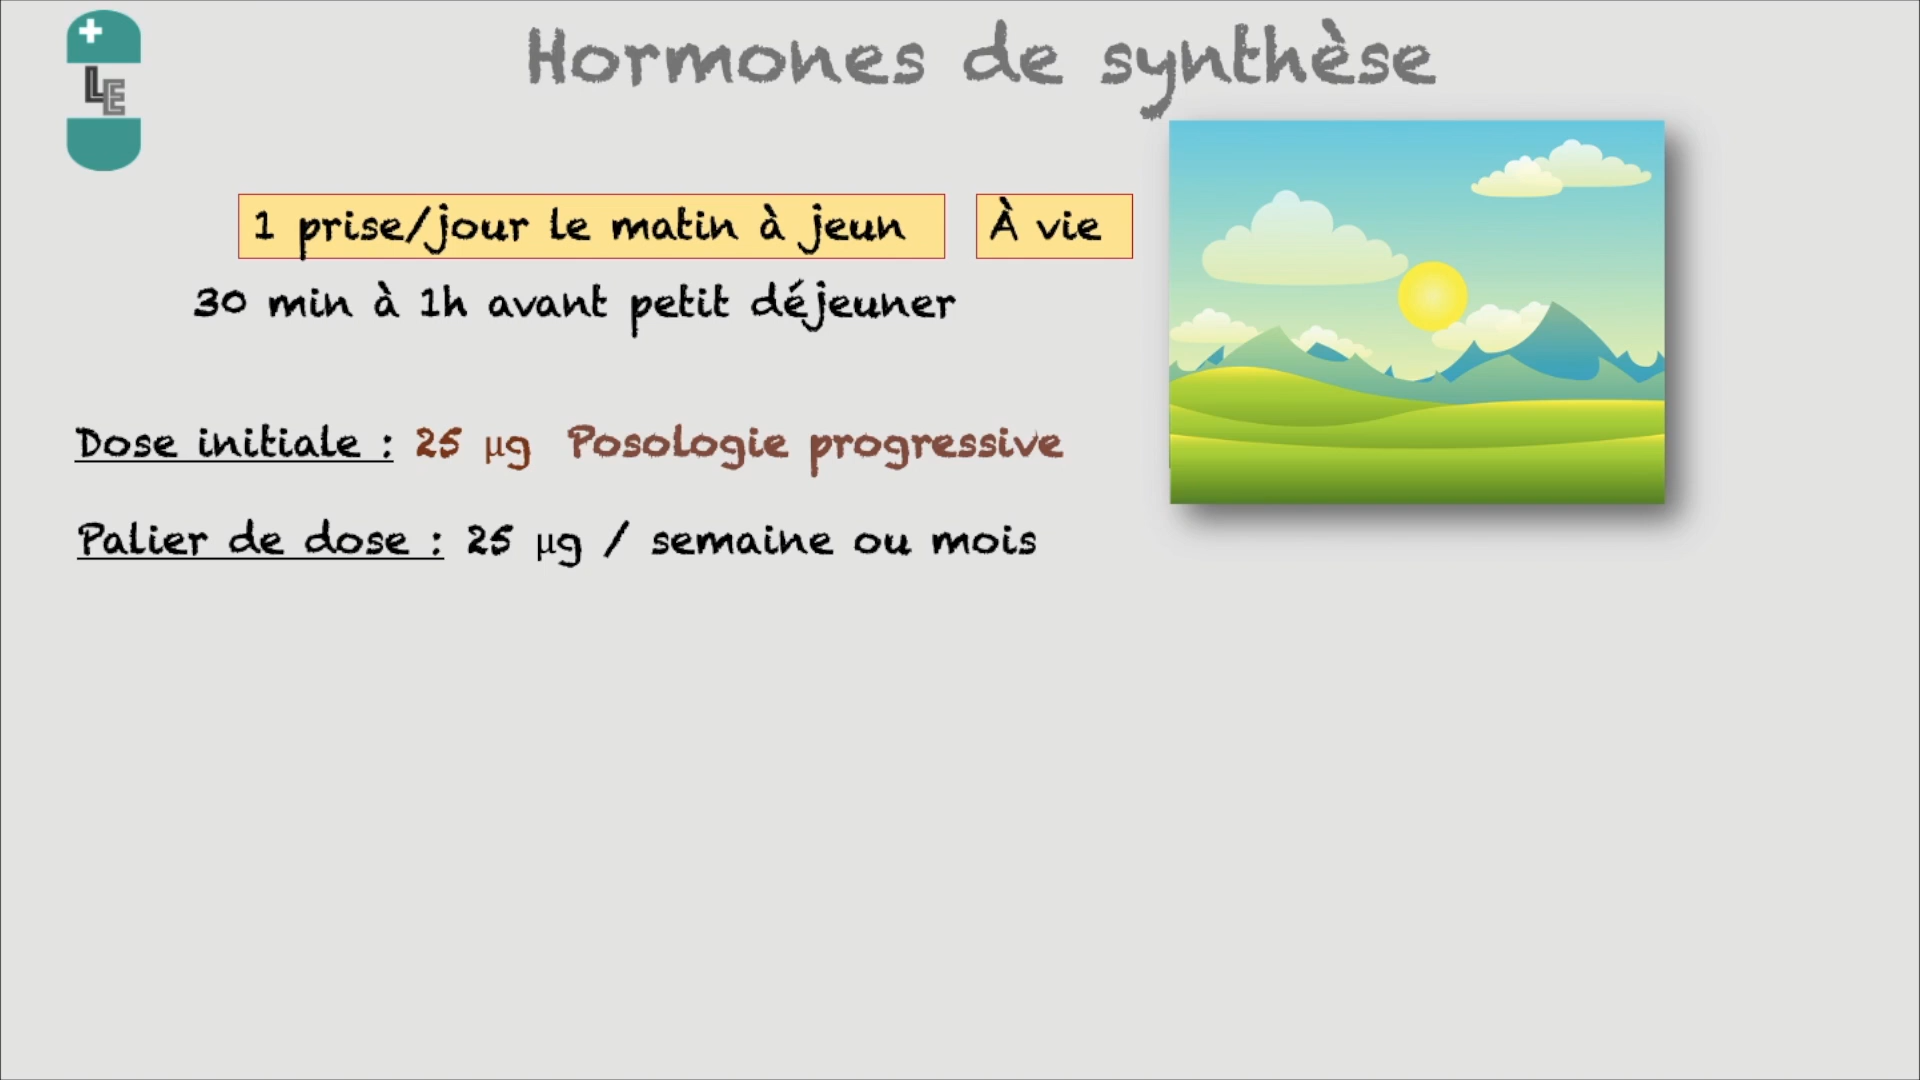 LE
Hormones de synthèse
1 prise/jour le matin à jeun
À vie
30 min à 1h avant petit déjeuner
Dose initiale : 25 µg Posologie progressive
Palier de dose : 25 µg / semaine ou mois